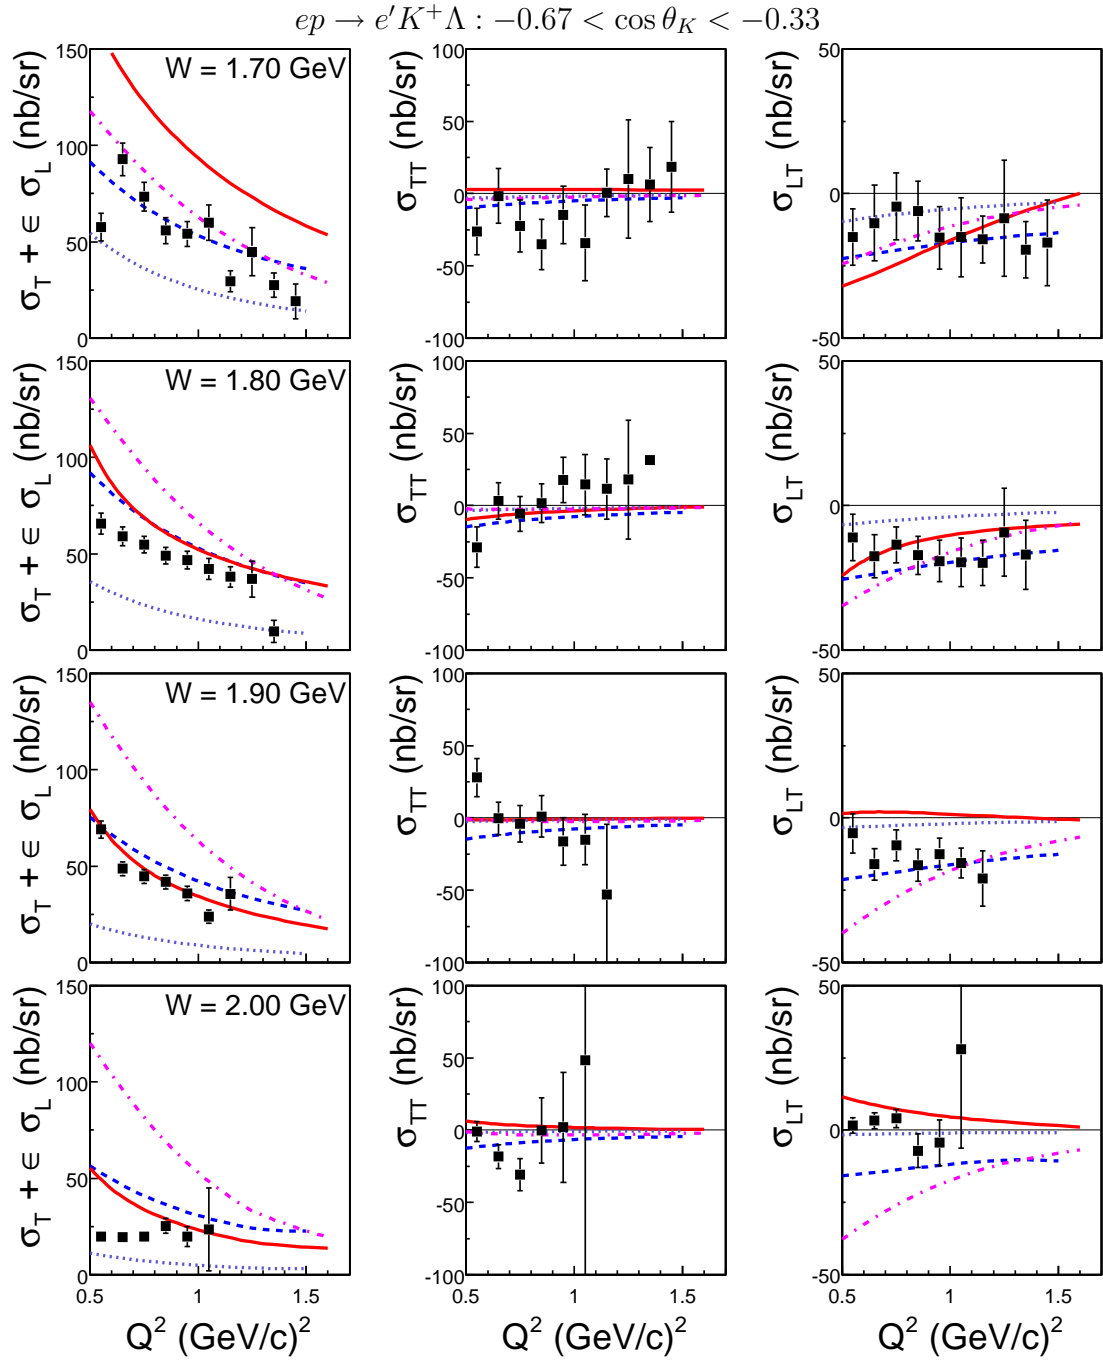 ep → e′K⁺Λ : −0.67 < cos θ_K < −0.33
150
100
50
0
σ_T + ϵ σ_L (nb/sr)
W = 1.70 GeV
100
50
0
-50
-100
σ_TT (nb/sr)
50
0
-50
σ_LT (nb/sr)
150
100
50
0
σ_T + ϵ σ_L (nb/sr)
W = 1.80 GeV
100
50
0
-50
-100
σ_TT (nb/sr)
50
0
-50
σ_LT (nb/sr)
150
100
50
0
σ_T + ϵ σ_L (nb/sr)
W = 1.90 GeV
100
50
0
-50
-100
σ_TT (nb/sr)
50
0
-50
σ_LT (nb/sr)
150
100
50
0
σ_T + ϵ σ_L (nb/sr)
W = 2.00 GeV
0.5 1 1.5
Q² (GeV/c)²
100
50
0
-50
-100
σ_TT (nb/sr)
0.5 1 1.5
Q² (GeV/c)²
50
0
-50
σ_LT (nb/sr)
0.5 1 1.5
Q² (GeV/c)²